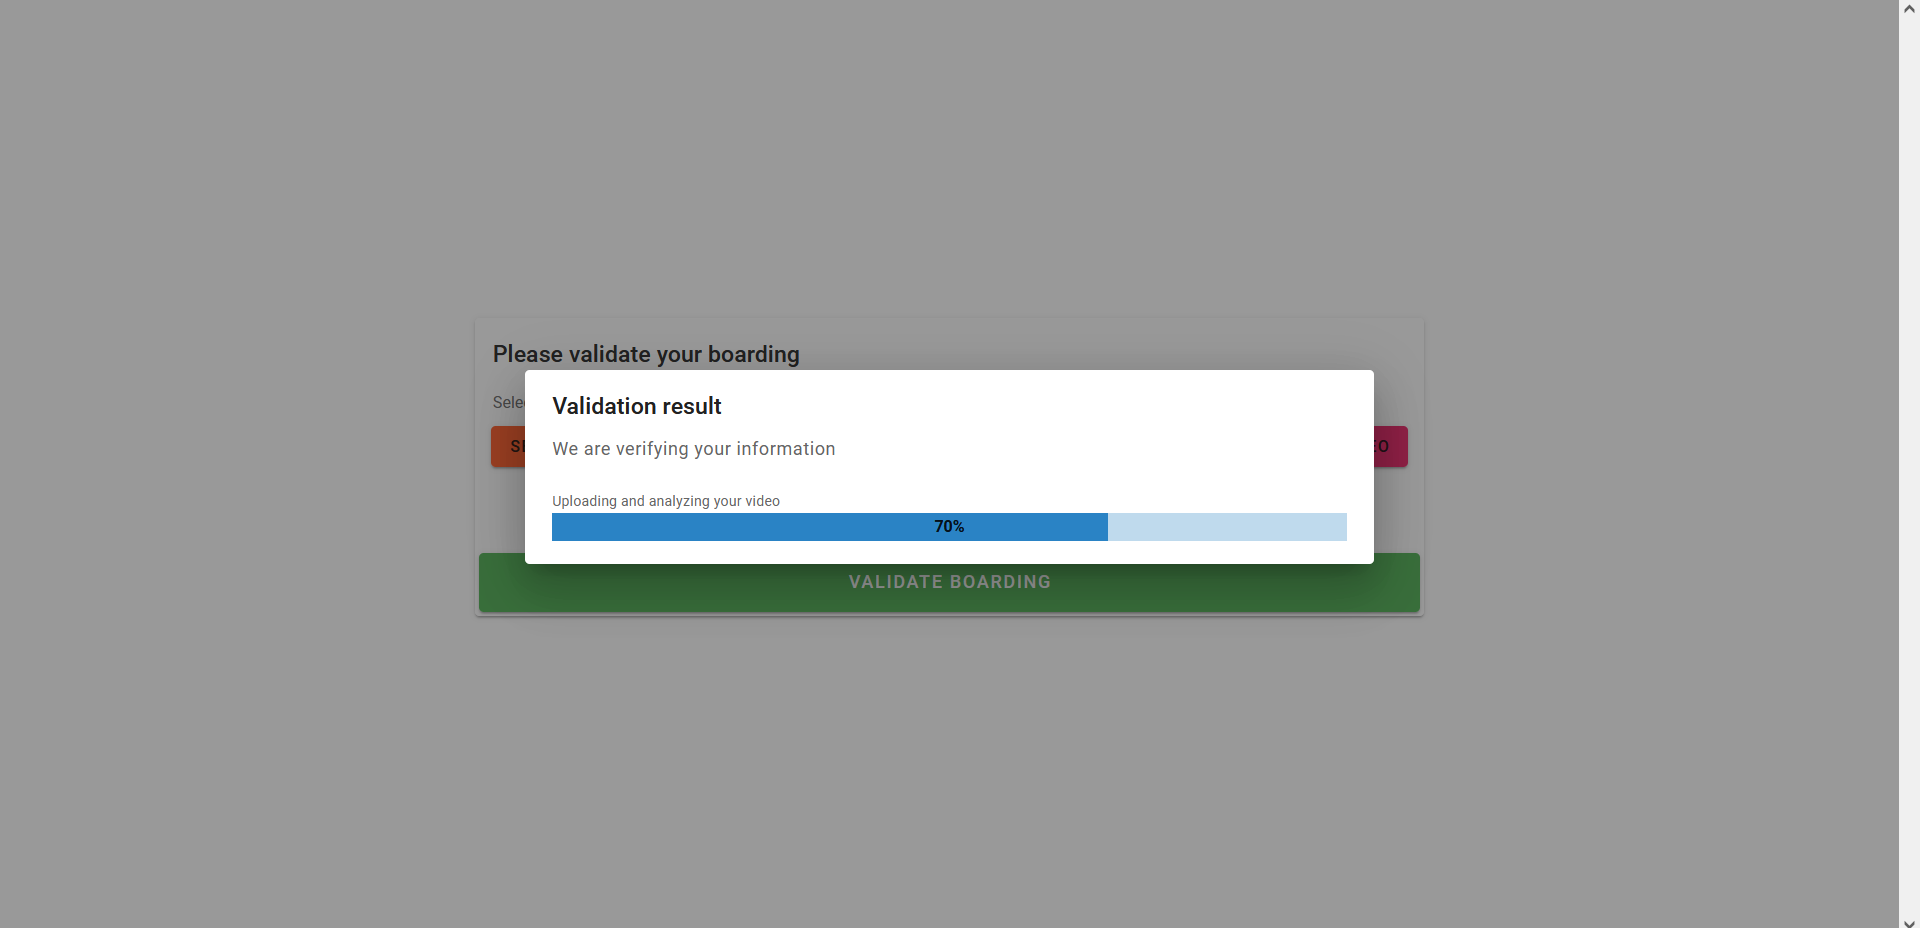 Please validate your boarding
Validation result
We are verifying your information
Uploading and analyzing your video
70%
VALIDATE BOARDING